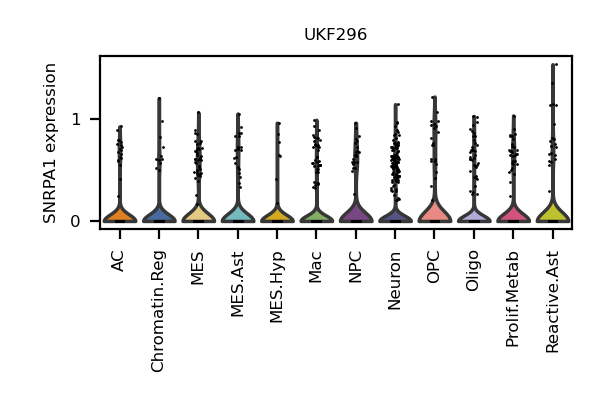 UKF296
SNRPA1 expression
1
0
AC
Chromatin.Reg
MES
MES.Ast
MES.Hyp
Mac
NPC
Neuron
OPC
Oligo
Prolif.Metab
Reactive.Ast